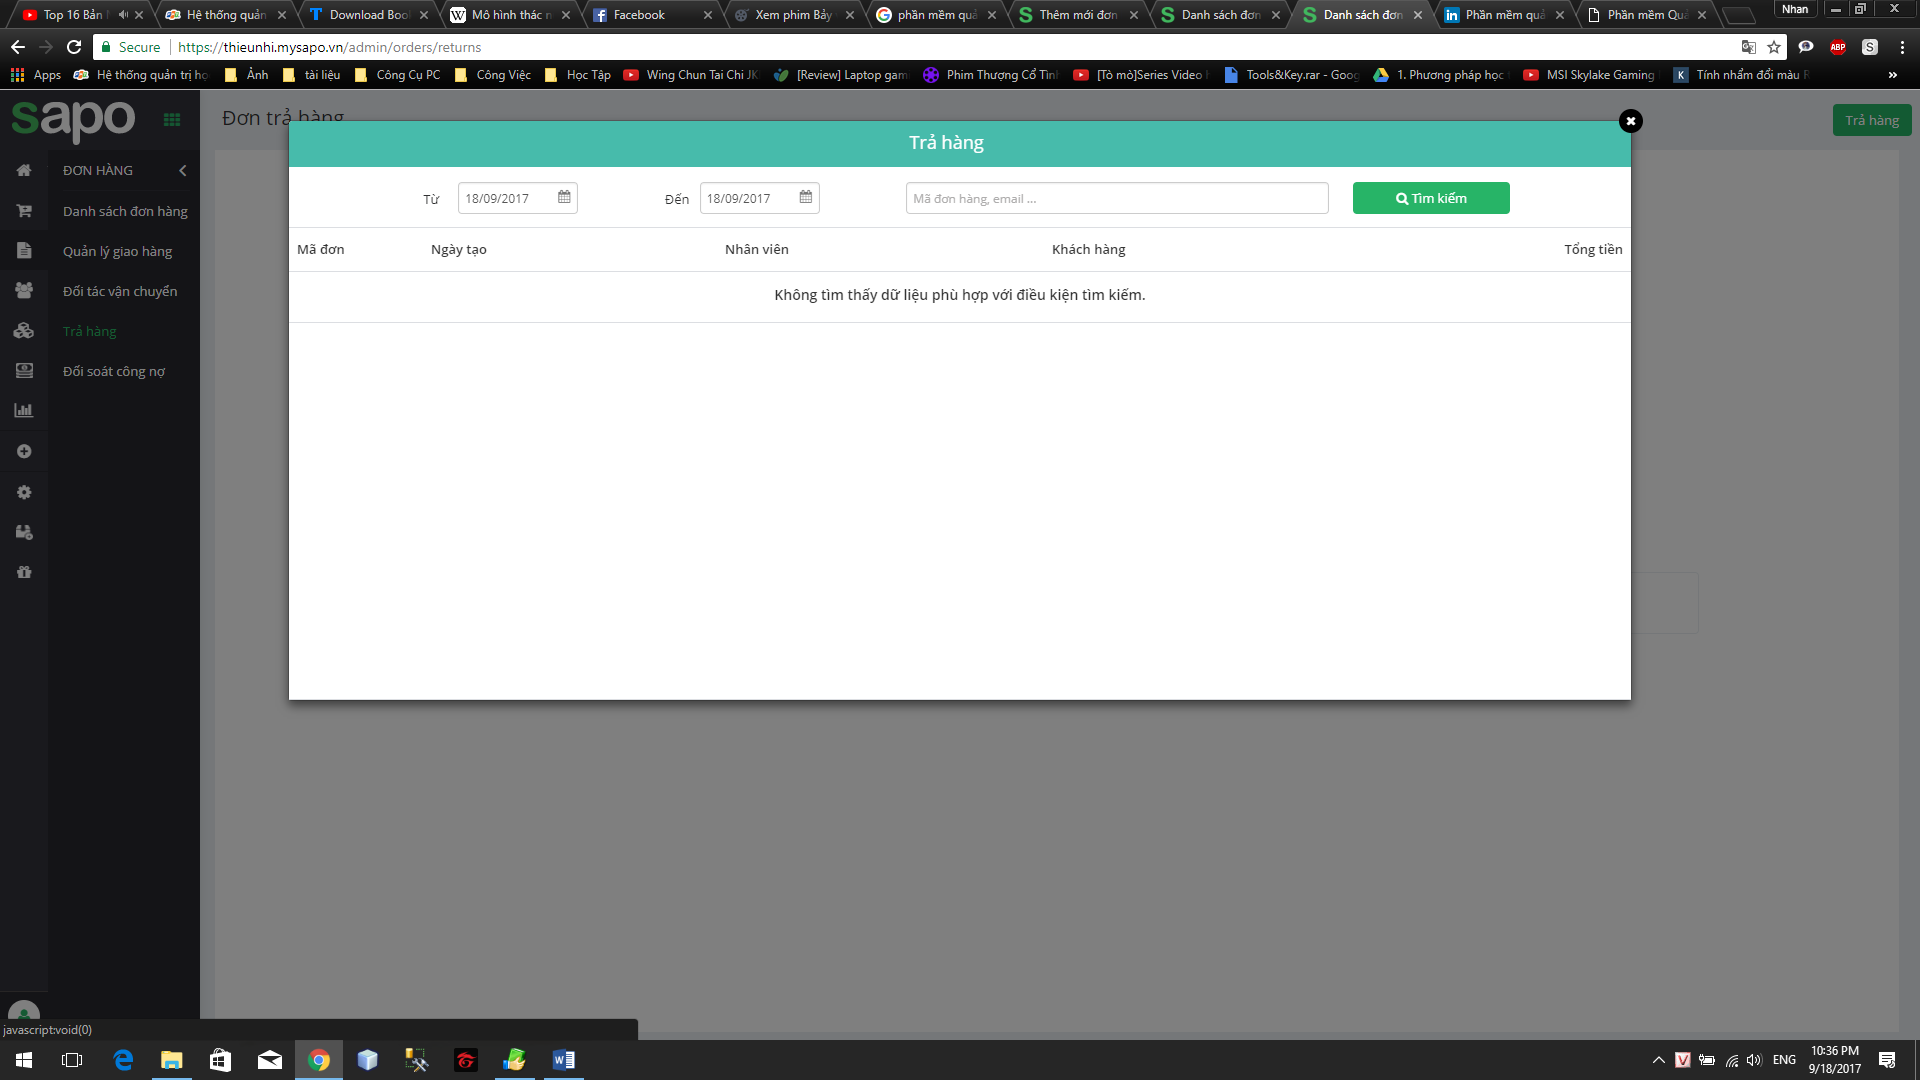 Top 16 Bản
Hệ thống quản
Download Boo
Mô hình thác n
Facebook
Xem phim Bảy
phần mềm quả
Thêm mới đơn
Danh sách đơn
Danh sách đơn
Phần mềm quả
Phần mềm Quả
Nhan
Secure
https://thieunhi.mysapo.vn/admin/orders/returns
Apps
Hệ thống quản trị họ
Ảnh
tài liệu
Công Cụ PC
Công Việc
Học Tập
Wing Chun Tai Chi JK
[Review] Laptop gam
Phim Thượng Cổ Tìn
[Tò mò]Series Video
Tools&Key.rar - Goog
1. Phương pháp học
MSI Skylake Gaming
Tính nhẩm đổi màu
sapo
Đơn trả hàng
Trả hàng
Trả hàng
ĐƠN HÀNG
Danh sách đơn hàng
Quản lý giao hàng
Đối tác vận chuyển
Trả hàng
Đối soát công nợ
Từ
18/09/2017
Đến
18/09/2017
Mã đơn hàng, email ...
Tìm kiếm
Mã đơn
Ngày tạo
Nhân viên
Khách hàng
Tổng tiền
Không tìm thấy dữ liệu phù hợp với điều kiện tìm kiếm.
javascript:void(0)
ENG
10:36 PM
9/18/2017